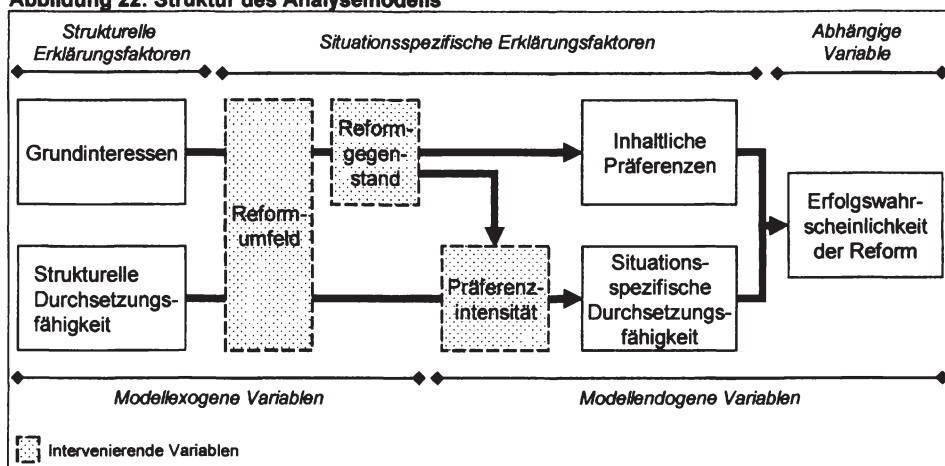 Abbildung 22: Struktur des Analysemodells
Strukturelle
Erklärungsfaktoren
Situationsspezifische Erklärungsfaktoren
Abhängige
Variable
Grundinteressen
Reform-
umfeld
Reform-
gegen-
stand
Inhaltliche
Präferenzen
Erfolgswahr-
scheinlichkeit
der Reform
Strukturelle
Durchsetzungs-
fähigkeit
Präferenz-
intensität
Situations-
spezifische
Durchsetzungs-
fähigkeit
Modellexogene Variablen
Modellendogene Variablen
Intervenierende Variablen